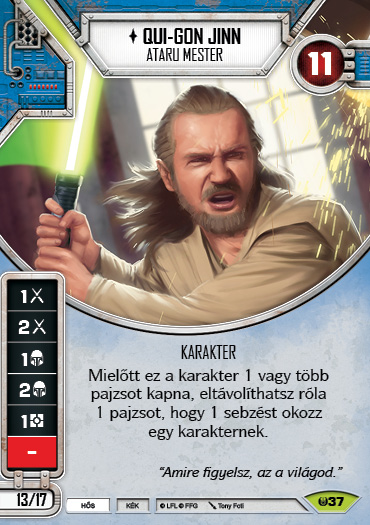 QUI-GON JINN
ATARU MESTER
11
1
2
1
2
1
-
13/17
KARAKTER
Mielőtt ez a karakter 1 vagy több
pajzsot kapna, eltávolíthatsz róla
1 pajzsot, hogy 1 sebzést okozz
egy karakternek.
“Amire figyelsz, az a világod.”
HŐS
KÉK
© LFL © FFG
Tony Foti
37